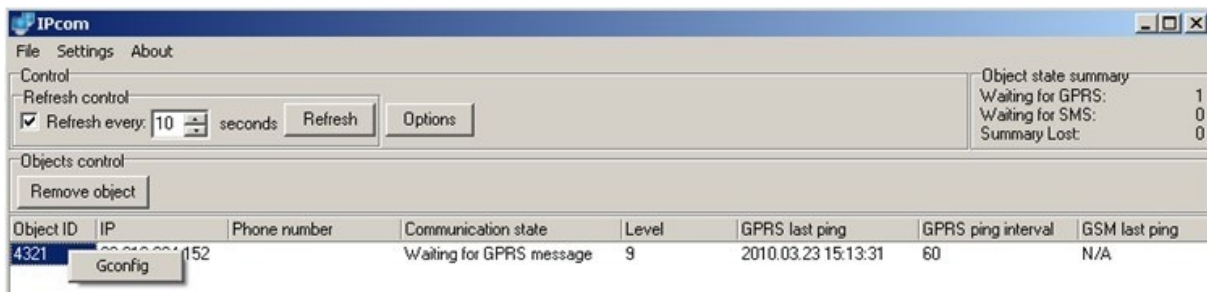 IPcom
File Settings About
Control
Refresh control
Refresh every: 10 seconds Refresh Options
Object state summary
Waiting for GPRS: 1
Waiting for SMS: 0
Summary Lost: 0
Objects control
Remove object
Object ID IP Phone number Communication state Level GPRS last ping GPRS ping interval GSM last ping
4321 152 Waiting for GPRS message 9 2010.03.23 15:13:31 60 N/A
Gconfig